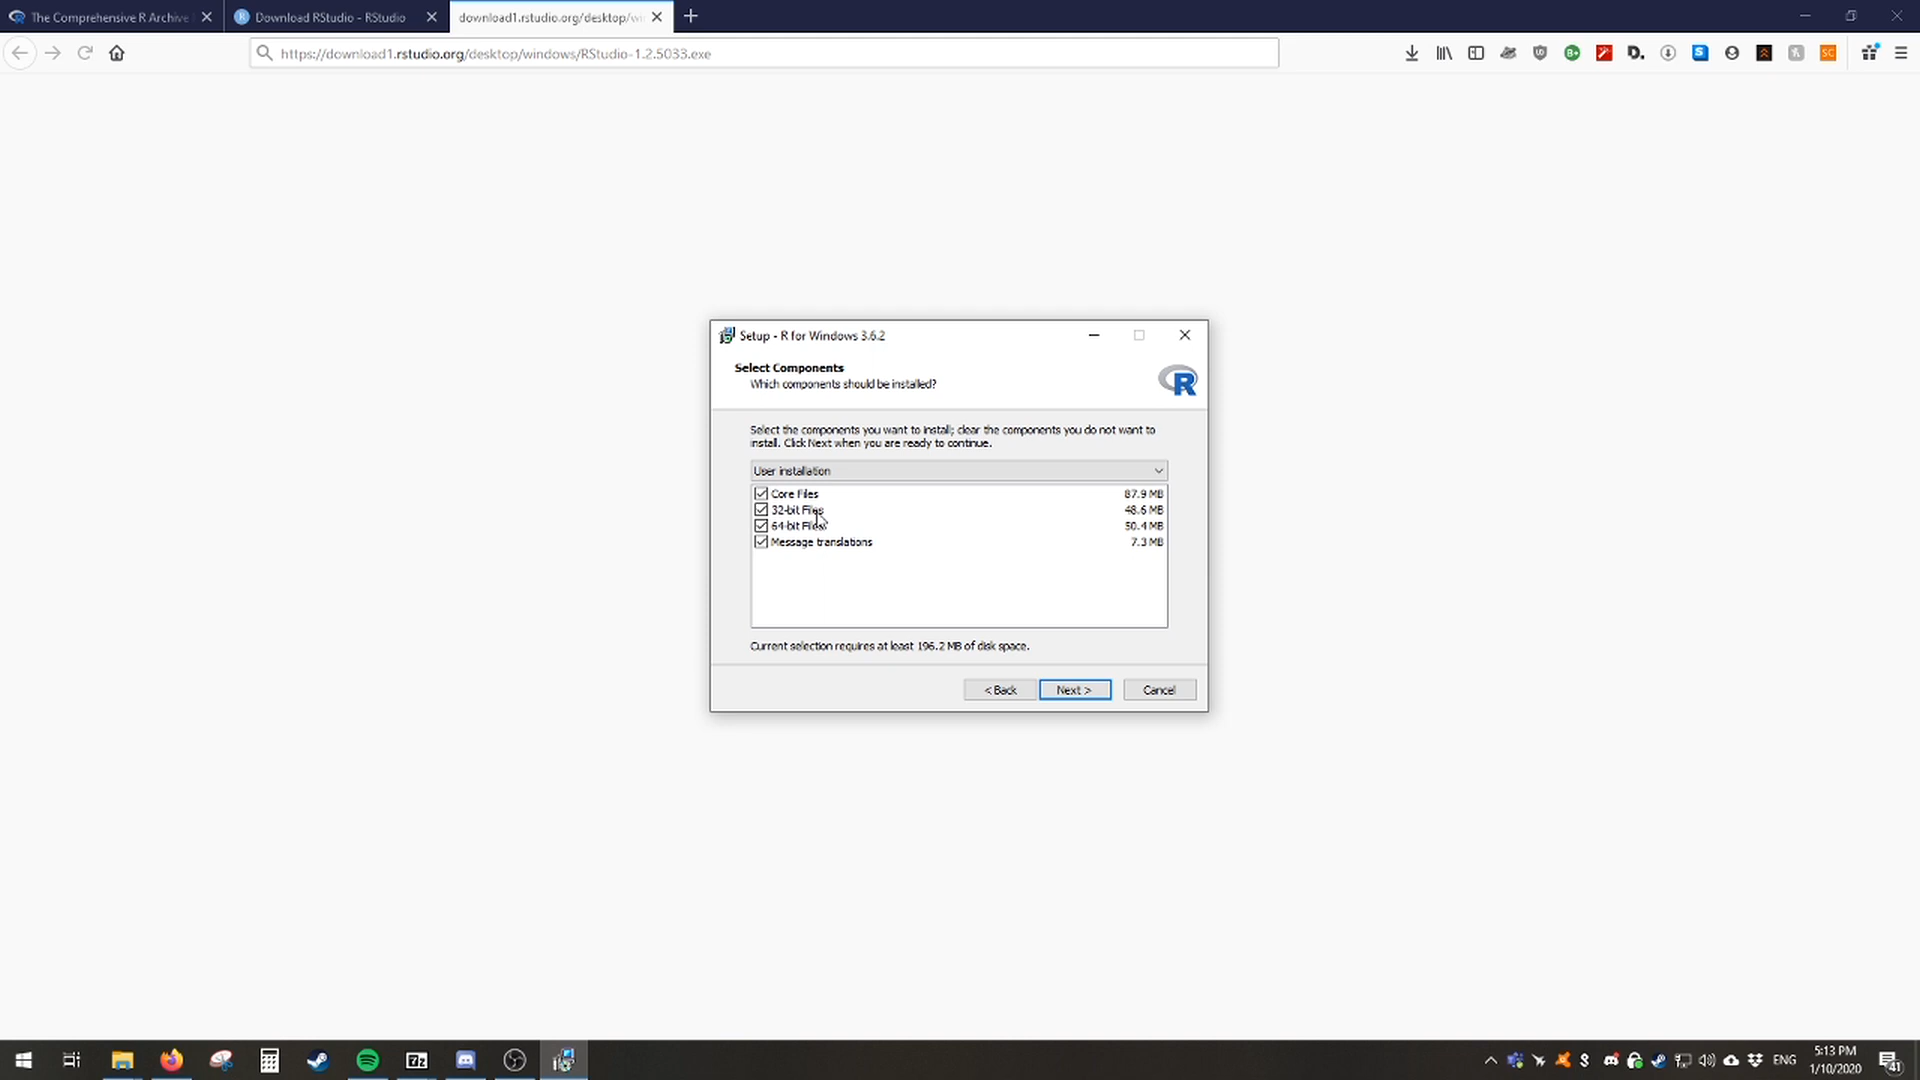 The Comprehensive R Archive
Download RStudio - RStudio
download1.rstudio.org/desktop/wi
https://download1.rstudio.org/desktop/windows/RStudio-1.2.5033.exe
Setup - R for Windows 3.6.2
Select Components
Which components should be installed?
R
Select the components you want to install; clear the components you do not want to
install. Click Next when you are ready to continue.
User installation
Core Files 87.9 MB
32-bit Files 48.6 MB
64-bit Files 50.4 MB
Message translations 7.3 MB
Current selection requires at least 196.2 MB of disk space.
< Back Next > Cancel
ENG
5:13 PM
1/10/2020
41